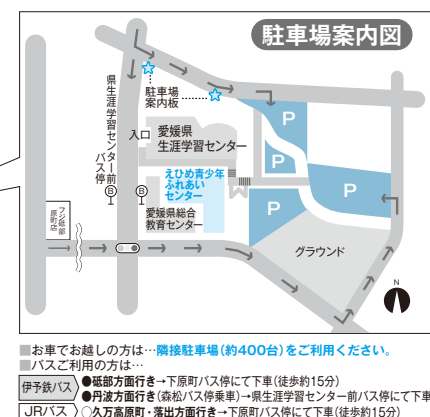 駐車場案内図
駐車場
案内板
県生涯学習センター前
バス停
入口
愛媛県
生涯学習センター
えひめ青少年
ふれあい
センター
愛媛県総合
教育センター
B
B
P
P
P
P
グラウンド
フジ砥部
原町店
N
■お車でお越しの方は…隣接駐車場(約400台)をご利用ください。
■バスご利用の方は…
伊予鉄バス ●砥部方面行き→下原町バス停にて下車(徒歩約15分)
●丹波方面行き(森松バス停乗車)→県生涯学習センター前バス停にて下車
JRバス ○久万高原町・落出方面行き→下原町バス停にて下車(徒歩約15分)